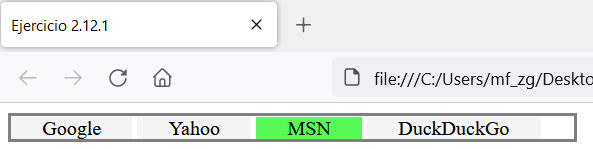 Ejercicio 2.12.1
file:///C:/Users/mf_zg/Deskto
Google Yahoo MSN DuckDuckGo